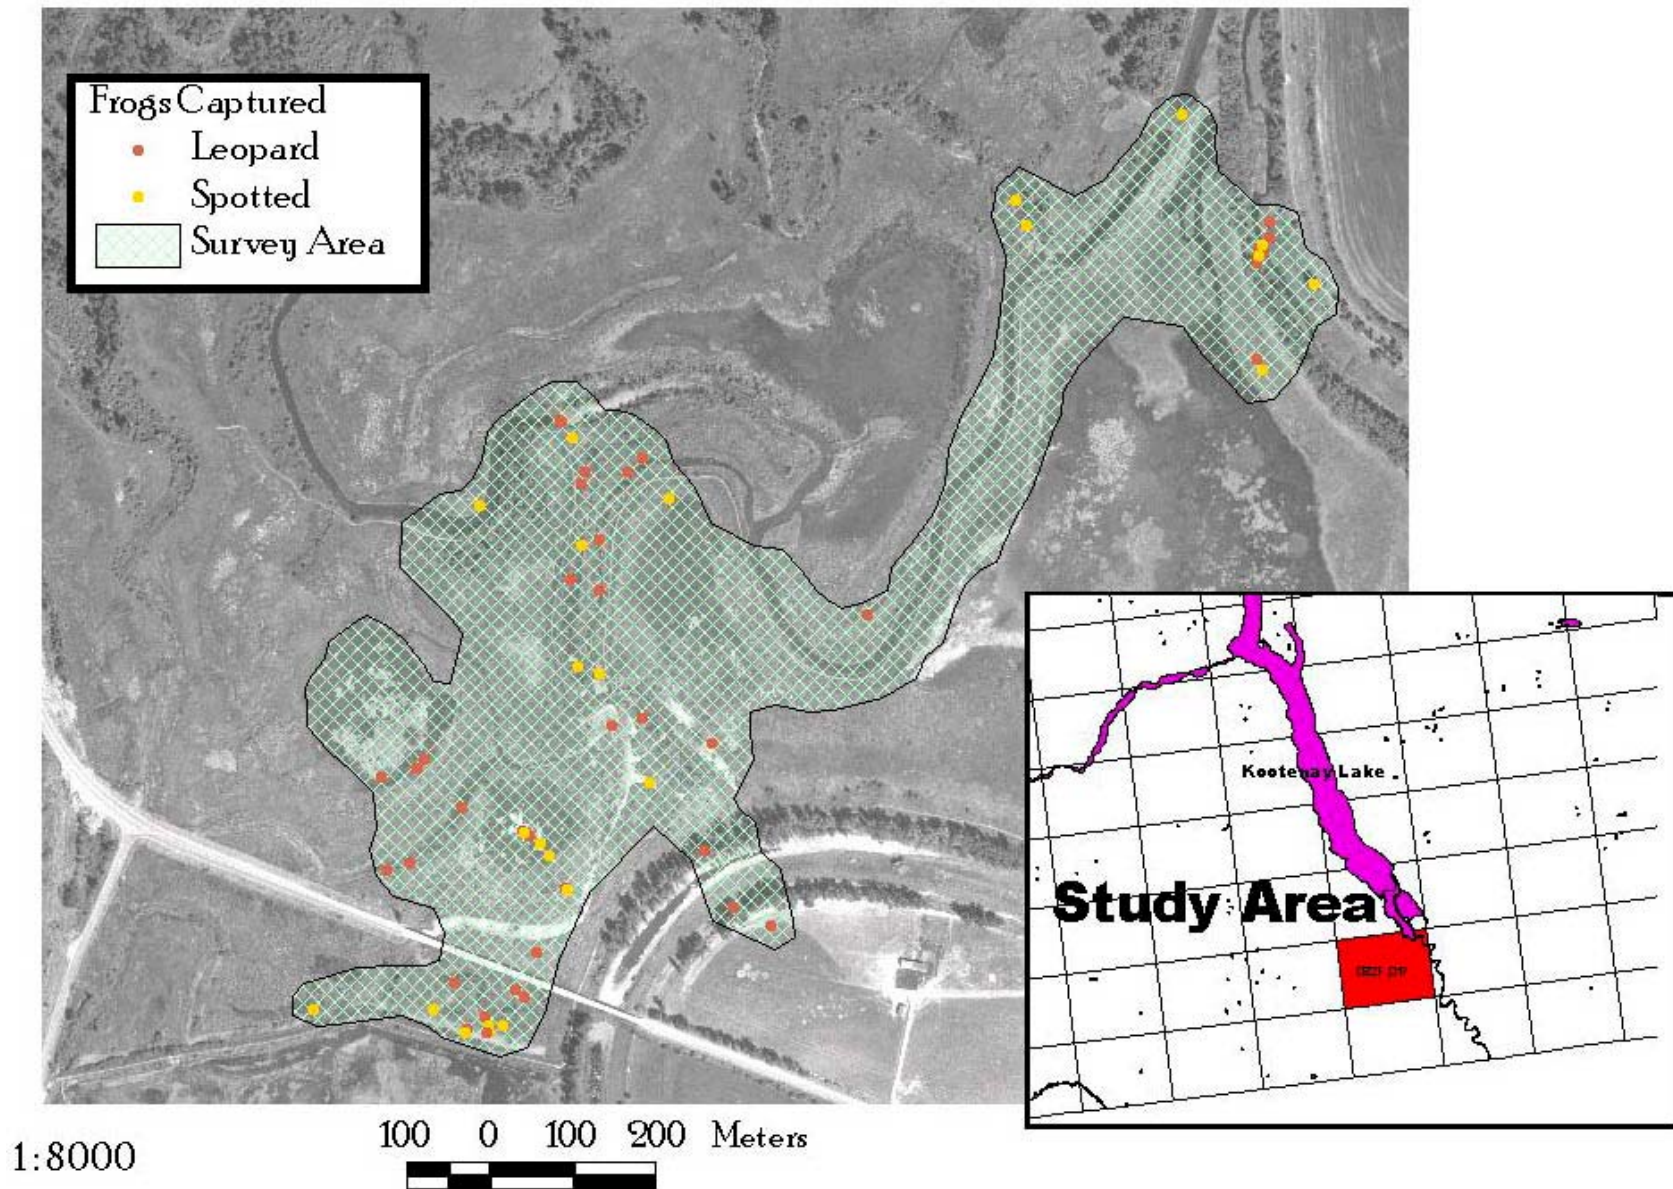 Frogs Captured
Leopard
Spotted
Survey Area
Kootenay Lake
Study Area
100 0 100 200 Meters
1:8000